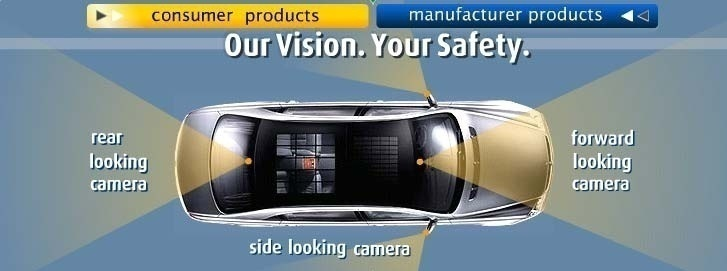 consumer products
manufacturer products
Our Vision. Your Safety.
rear
looking
camera
forward
looking
camera
side looking camera